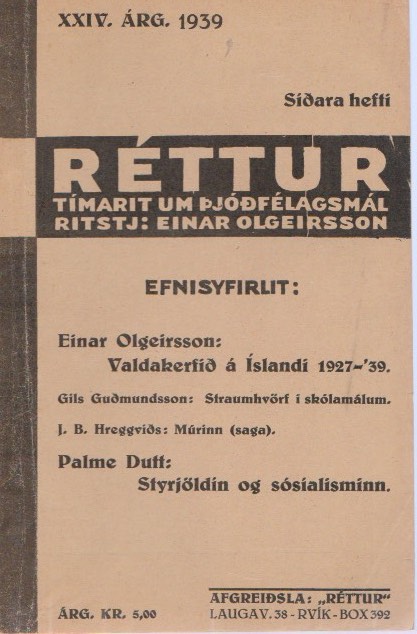 XXIV. ÁRG. 1939
Síðara hefti
RÉTTUR
TÍMARIT UM ÞJÓÐFÉLAGSMÁL
RITSTJ: EINAR OLGEIRSSON
EFNISYFIRLIT:
Einar Olgeirsson:
Valdakerfið á Íslandi 1927-'39.
Gils Guðmundsson: Straumhvörf í skólamálum.
J. B. Hreggviðs: Múrinn (saga).
Palme Dutt:
Styrjöldin og sósíalisminn.
AFGREIÐSLA: „RÉTTUR"
ÁRG. KR. 5,00
LAUGAV. 38 - RVÍK - BOX 392